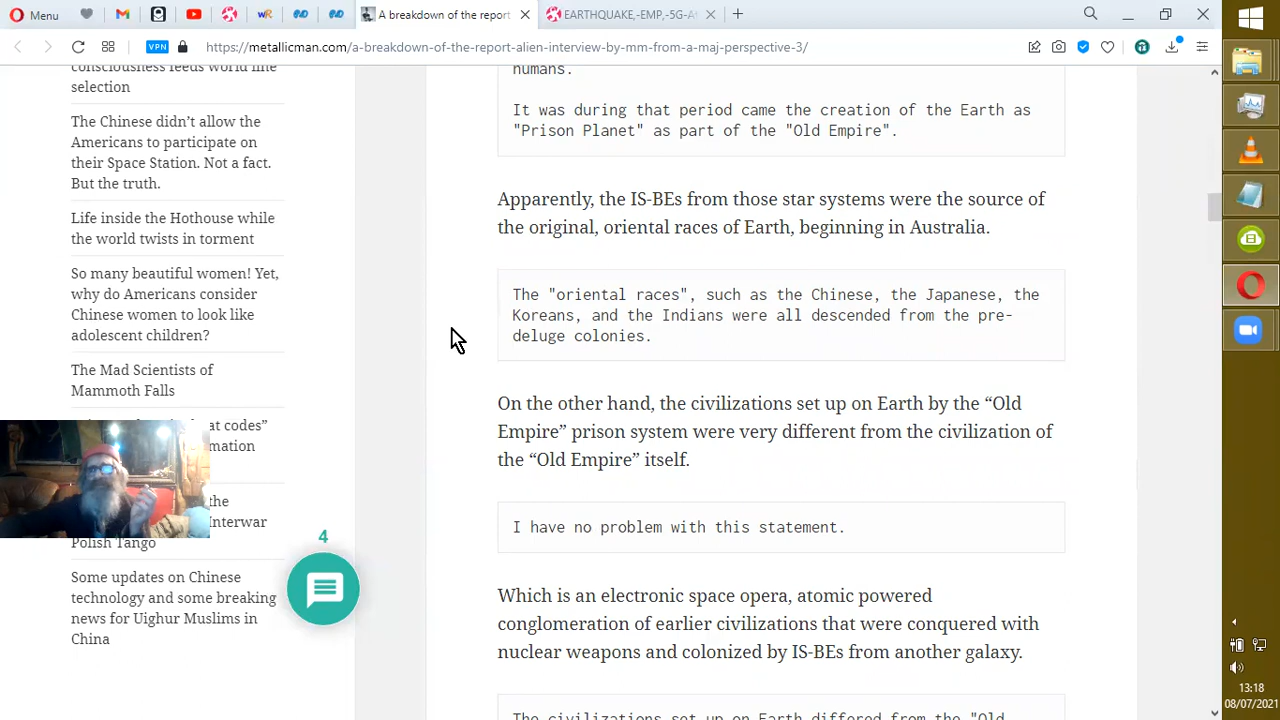 Menu
A breakdown of the report
EARTHQUAKE,-EMP,-5G-A
VPN
https://metallicman.com/a-breakdown-of-the-report-alien-interview-by-mm-from-a-maj-perspective-3/
consciousness feeds world line
selection
The Chinese didn’t allow the
Americans to participate on
their Space Station. Not a fact.
But the truth.
Life inside the Hothouse while
the world twists in torment
So many beautiful women! Yet,
why do Americans consider
Chinese women to look like
adolescent children?
The Mad Scientists of
Mammoth Falls
at codes”
mation
the
Interwar
Polish Tango
Some updates on Chinese
technology and some breaking
news for Uighur Muslims in
China
4
humans.
It was during that period came the creation of the Earth as
"Prison Planet" as part of the "Old Empire".
Apparently, the IS-BEs from those star systems were the source of
the original, oriental races of Earth, beginning in Australia.
The "oriental races", such as the Chinese, the Japanese, the
Koreans, and the Indians were all descended from the pre-
deluge colonies.
On the other hand, the civilizations set up on Earth by the “Old
Empire” prison system were very different from the civilization of
the “Old Empire” itself.
I have no problem with this statement.
Which is an electronic space opera, atomic powered
conglomeration of earlier civilizations that were conquered with
nuclear weapons and colonized by IS-BEs from another galaxy.
The civilizations set up on Earth differed from the "Old
13:18
08/07/2021